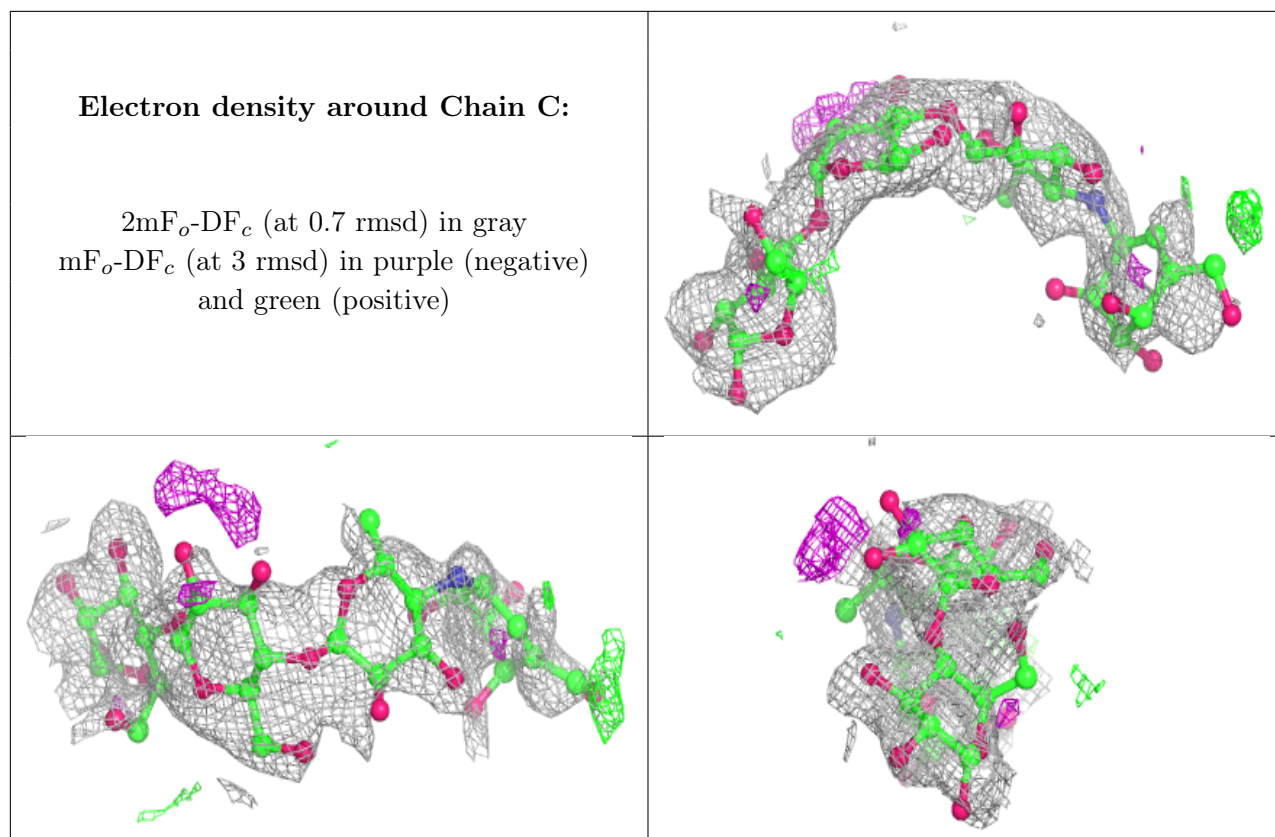 Electron density around Chain C:
2mFₒ-DF𝑐 (at 0.7 rmsd) in gray
mFₒ-DF𝑐 (at 3 rmsd) in purple (negative)
and green (positive)